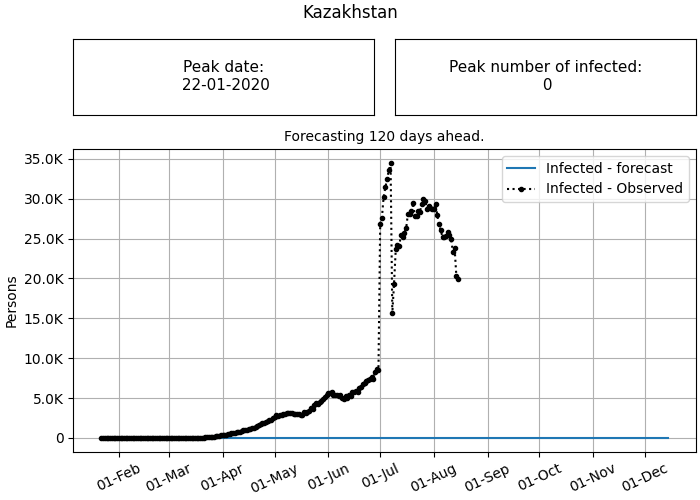 Kazakhstan
Peak date:
22-01-2020
Peak number of infected:
0
Forecasting 120 days ahead.
35.0K
30.0K
25.0K
20.0K
15.0K
10.0K
5.0K
0
Persons
Infected - forecast
Infected - Observed
01-Feb
01-Mar
01-Apr
01-May
01-Jun
01-Jul
01-Aug
01-Sep
01-Oct
01-Nov
01-Dec